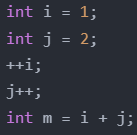 int i = 1;
int j = 2;
++i;
j++;
int m = i + j;